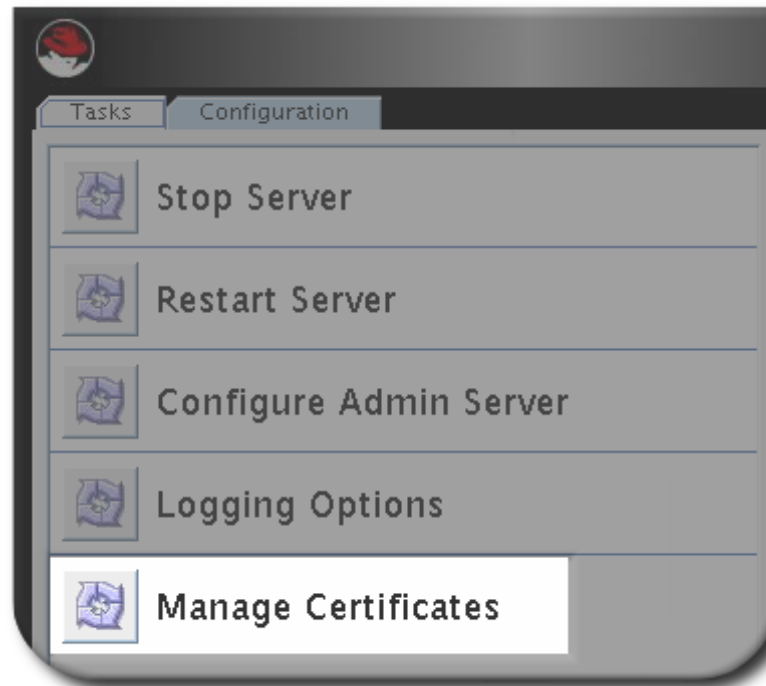 Tasks Configuration
Stop Server
Restart Server
Configure Admin Server
Logging Options
Manage Certificates